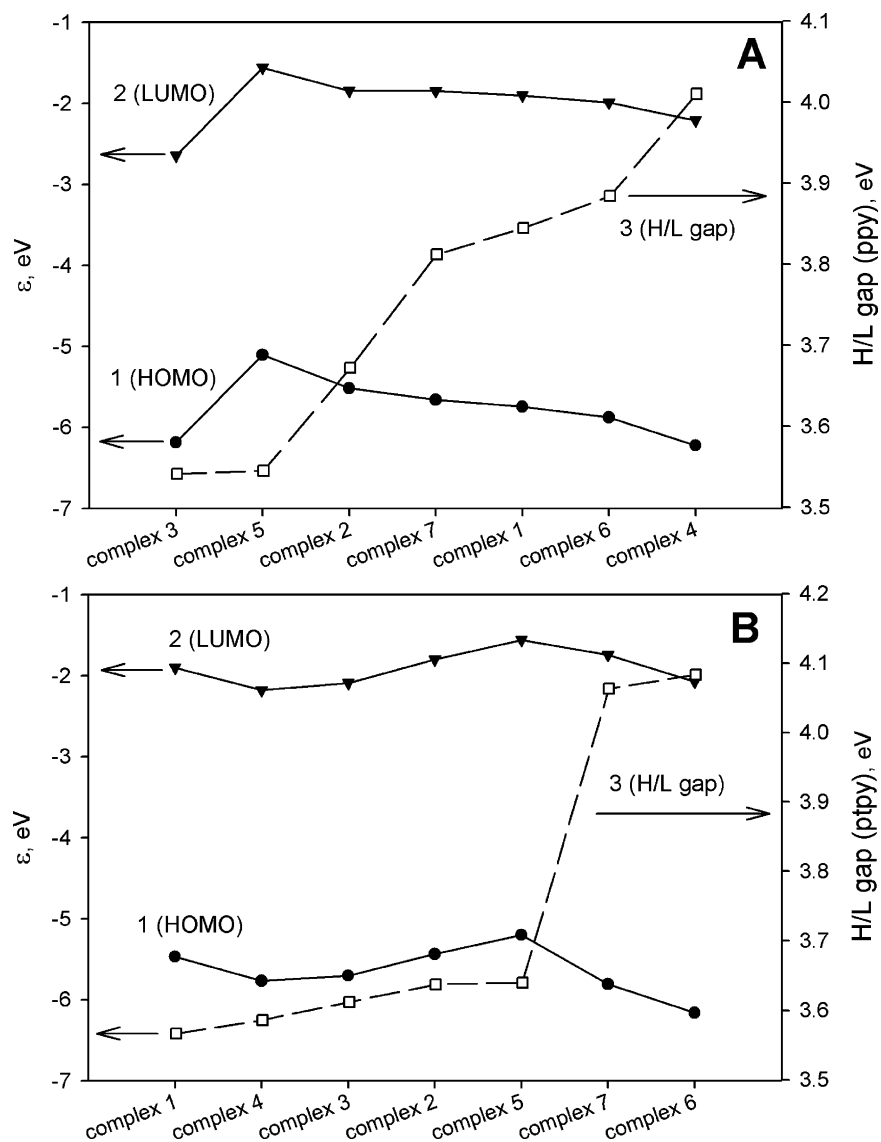 A
2 (LUMO)
3 (H/L gap)
1 (HOMO)
-1
-2
-3
-4
-5
-6
-7
ε, eV
4.1
4.0
3.9
3.8
3.7
3.6
3.5
H/L gap (ppy), eV
complex 3
complex 5
complex 2
complex 7
complex 1
complex 6
complex 4
B
2 (LUMO)
3 (H/L gap)
1 (HOMO)
-1
-2
-3
-4
-5
-6
-7
ε, eV
4.2
4.1
4.0
3.9
3.8
3.7
3.6
3.5
H/L gap (ptpy), eV
complex 1
complex 4
complex 3
complex 2
complex 5
complex 7
complex 6